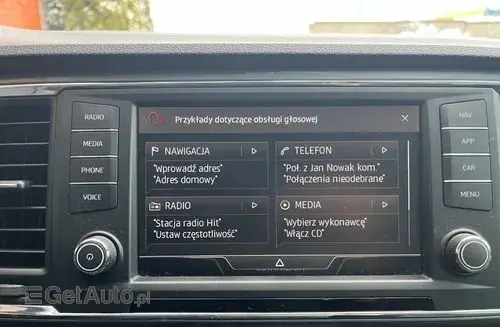 RADIO
MEDIA
PHONE
VOICE
Przykłady dotyczące obsługi głosowej
NAWIGACJA
"Wprowadź adres"
"Adres domowy"
TELEFON
"Poł. z Jan Nowak kom."
"Połączenia nieodebrane"
RADIO
"Stacja radio Hit"
"Ustaw częstotliwość"
MEDIA
"Wybierz wykonawcę"
"Włącz CD"
NAV
APP
CAR
MENU
GetAuto.pl